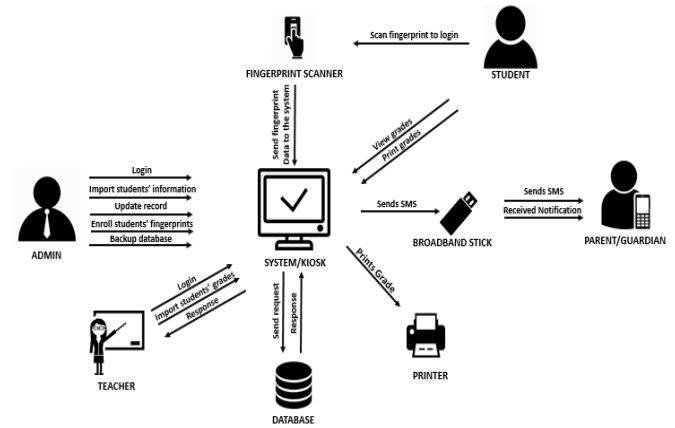 Scan fingerprint to login
FINGERPRINT SCANNER
STUDENT
Send fingerprint
Data to the system
View grades
Print grades
Login
Import students' information
Update record
Enroll students' fingerprints
Backup database
ADMIN
SYSTEM/KIOSK
Sends SMS
BROADBAND STICK
Sends SMS
Received Notification
PARENT/GUARDIAN
Login
Import students' grades
Response
TEACHER
Send request
Response
DATABASE
Prints Grade
PRINTER